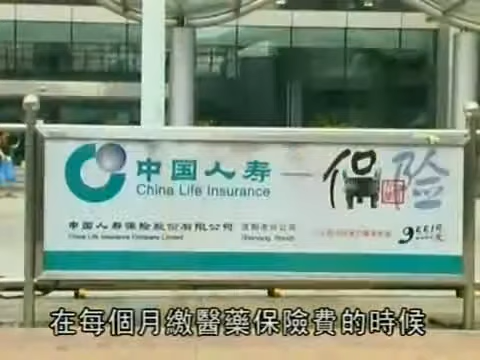 中国人寿 — 保险
China Life Insurance
中国人寿保险股份有限公司
China Life Insurance Company Limited
在每個月繳醫藥保險費的時候